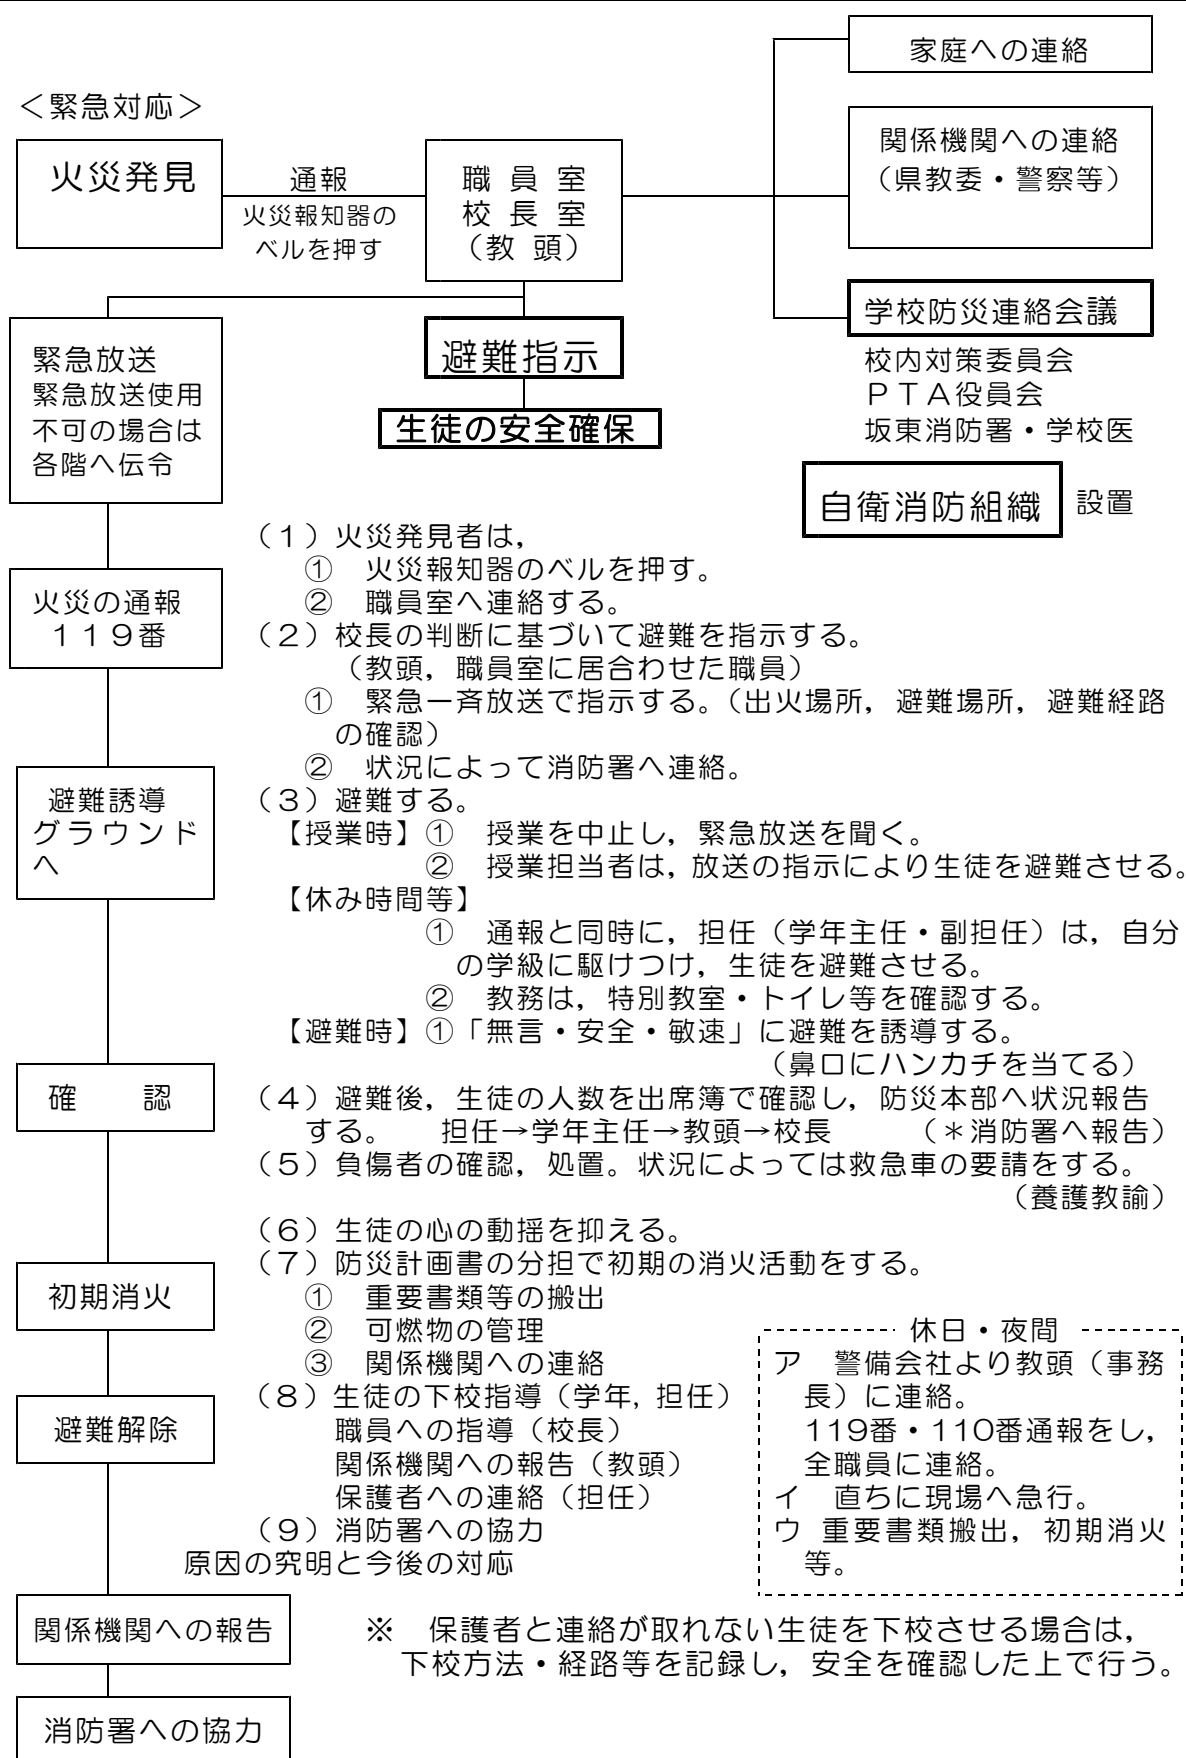 家庭への連絡
＜緊急対応＞
火災発見
通報
火災報知器の
ベルを押す
職 員 室
校 長 室
（教 頭）
関係機関への連絡
（県教委・警察等）
学校防災連絡会議
校内対策委員会
ＰＴＡ役員会
坂東消防署・学校医
自衛消防組織　設置
避難指示
生徒の安全確保
緊急放送
緊急放送使用
不可の場合は
各階へ伝令
火災の通報
１１９番
避難誘導
グラウンド
へ
確　　認
初期消火
避難解除
関係機関への報告
消防署への協力
（１）火災発見者は，
①　火災報知器のベルを押す。
②　職員室へ連絡する。
（２）校長の判断に基づいて避難を指示する。
（教頭，職員室に居合わせた職員）
①　緊急一斉放送で指示する。（出火場所，避難場所，避難経路
の確認）
②　状況によって消防署へ連絡。
（３）避難する。
【授業時】①　授業を中止し，緊急放送を聞く。
②　授業担当者は，放送の指示により生徒を避難させる。
【休み時間等】
①　通報と同時に，担任（学年主任・副担任）は，自分
の学級に駆けつけ，生徒を避難させる。
②　教務は，特別教室・トイレ等を確認する。
【避難時】①「無言・安全・敏速」に避難を誘導する。
（鼻口にハンカチを当てる）
（４）避難後，生徒の人数を出席簿で確認し，防災本部へ状況報告
する。　担任→学年主任→教頭→校長　　（＊消防署へ報告）
（５）負傷者の確認，処置。状況によっては救急車の要請をする。
（養護教諭）
（６）生徒の心の動揺を抑える。
（７）防災計画書の分担で初期の消火活動をする。
①　重要書類等の搬出
②　可燃物の管理
③　関係機関への連絡
（８）生徒の下校指導（学年，担任）
職員への指導（校長）
関係機関への報告（教頭）
保護者への連絡（担任）
（９）消防署への協力
原因の究明と今後の対応
休日・夜間
ア　警備会社より教頭（事務
長）に連絡。
119番・110番通報をし，
全職員に連絡。
イ　直ちに現場へ急行。
ウ 重要書類搬出，初期消火
等。
※　保護者と連絡が取れない生徒を下校させる場合は，
下校方法・経路等を記録し，安全を確認した上で行う。